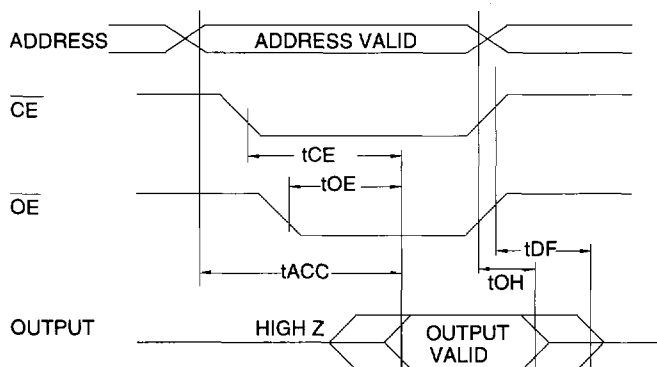 ADDRESS
ADDRESS VALID
CE
tCE
tOE
OE
tDF
tACC
tOH
OUTPUT
HIGH Z
OUTPUT
VALID